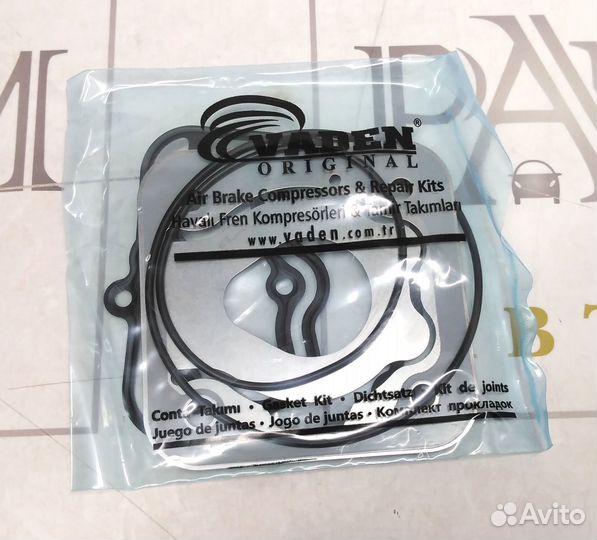 VADEN®
ORIGINAL
Air Brake Compressors & Repair Kits
Havalı Fren Kompresörleri & Tamir Takımları
www.vaden.com.tr
Conta Takımı • Gasket Kit • Dichtsatz • Kit de joints
Juego de juntas • Jogo de juntas • Комплект прокладок
Avito